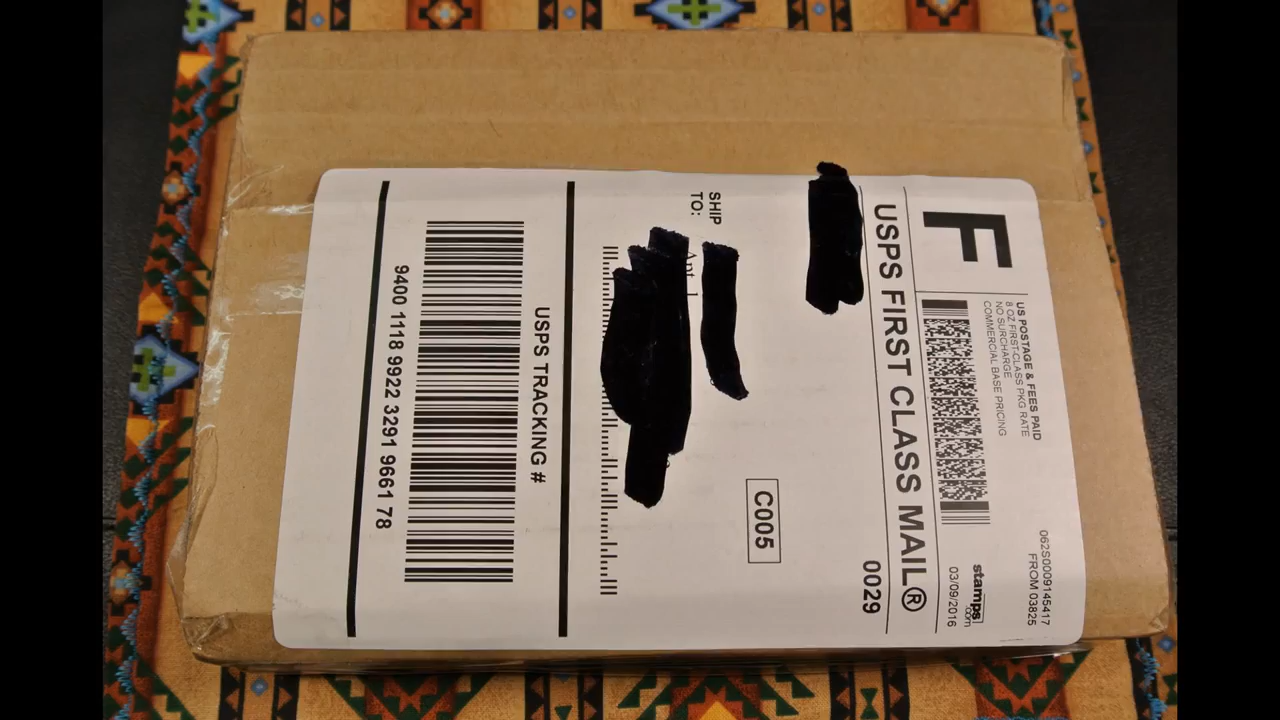 F
US POSTAGE & FEES PAID
8 OZ FIRST-CLASS PKG RATE
NO SURCHARGE
COMMERCIAL BASE PRICING
062S0009145417
FROM 03825
stamps
.com
03/09/2016
USPS FIRST CLASS MAIL®
0029
C005
SHIP
TO:
Apt 1
USPS TRACKING #
9400 1118 9922 3291 9661 78